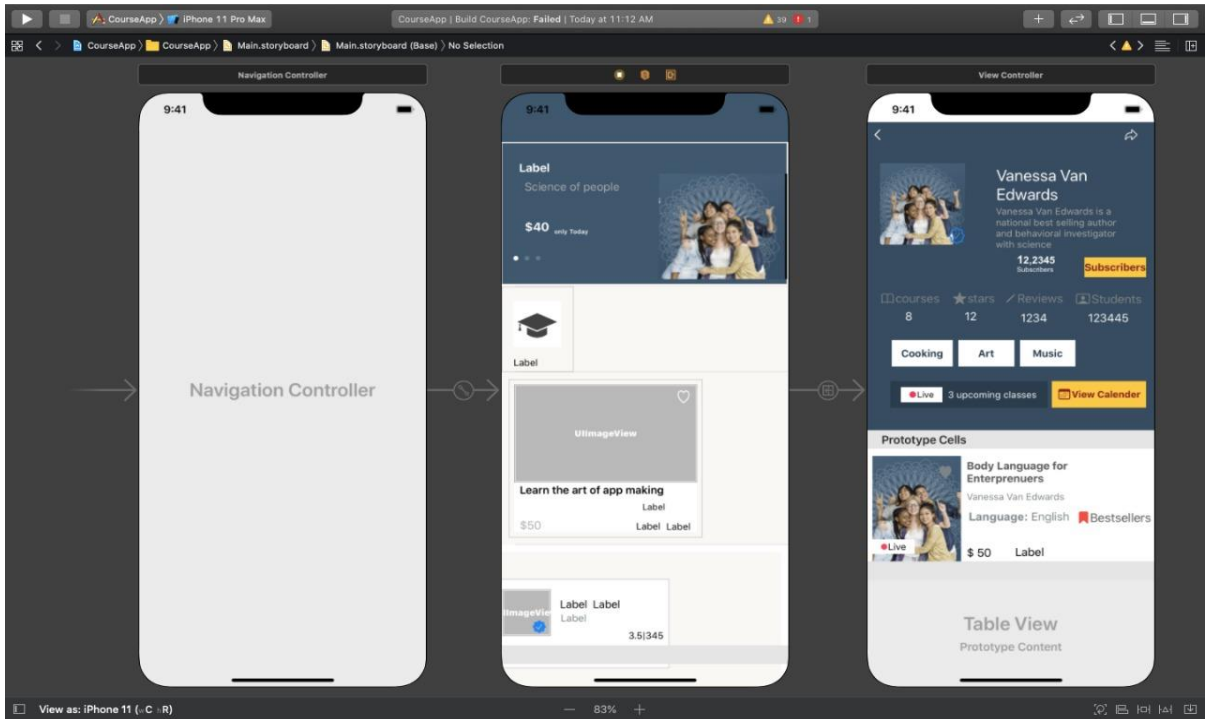 CourseApp 〉 iPhone 11 Pro Max
CourseApp | Build CourseApp: Failed | Today at 11:12 AM
39 1
CourseApp 〉 CourseApp 〉 Main.storyboard 〉 Main.storyboard (Base) 〉 No Selection
Navigation Controller
9:41
Navigation Controller
9:41
Label
Science of people
$40 only Today
Label
UIImageView
Learn the art of app making
Label
$50
Label Label
UIImageVie
Label Label
Label
3.5|345
View Controller
9:41
Vanessa Van
Edwards
Vanessa Van Edwards is a
national best selling author
and behavioral investigator
with science
12,2345
Subscribers
Subscribers
courses stars Reviews Students
8 12 1234 123445
Cooking Art Music
Live 3 upcoming classes View Calender
Prototype Cells
Body Language for
Enterprenuers
Vanessa Van Edwards
Language: English Bestsellers
Live
$ 50 Label
Table View
Prototype Content
View as: iPhone 11 (wC hR)
83%